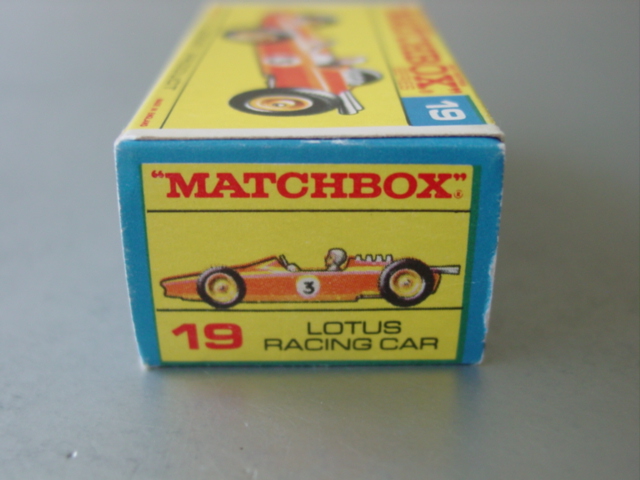 "MATCHBOX"®
3
19 LOTUS
RACING CAR
MATCHBOX"
19